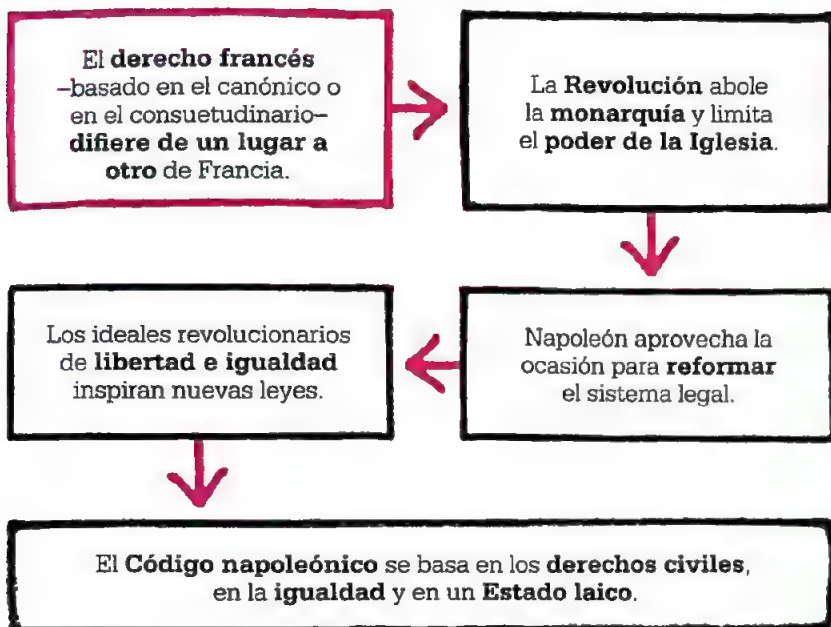 El derecho francés
–basado en el canónico o
en el consuetudinario–
difiere de un lugar a
otro de Francia.
La Revolución abole
la monarquía y limita
el poder de la Iglesia.
Napoleón aprovecha la
ocasión para reformar
el sistema legal.
Los ideales revolucionarios
de libertad e igualdad
inspiran nuevas leyes.
El Código napoleónico se basa en los derechos civiles,
en la igualdad y en un Estado laico.